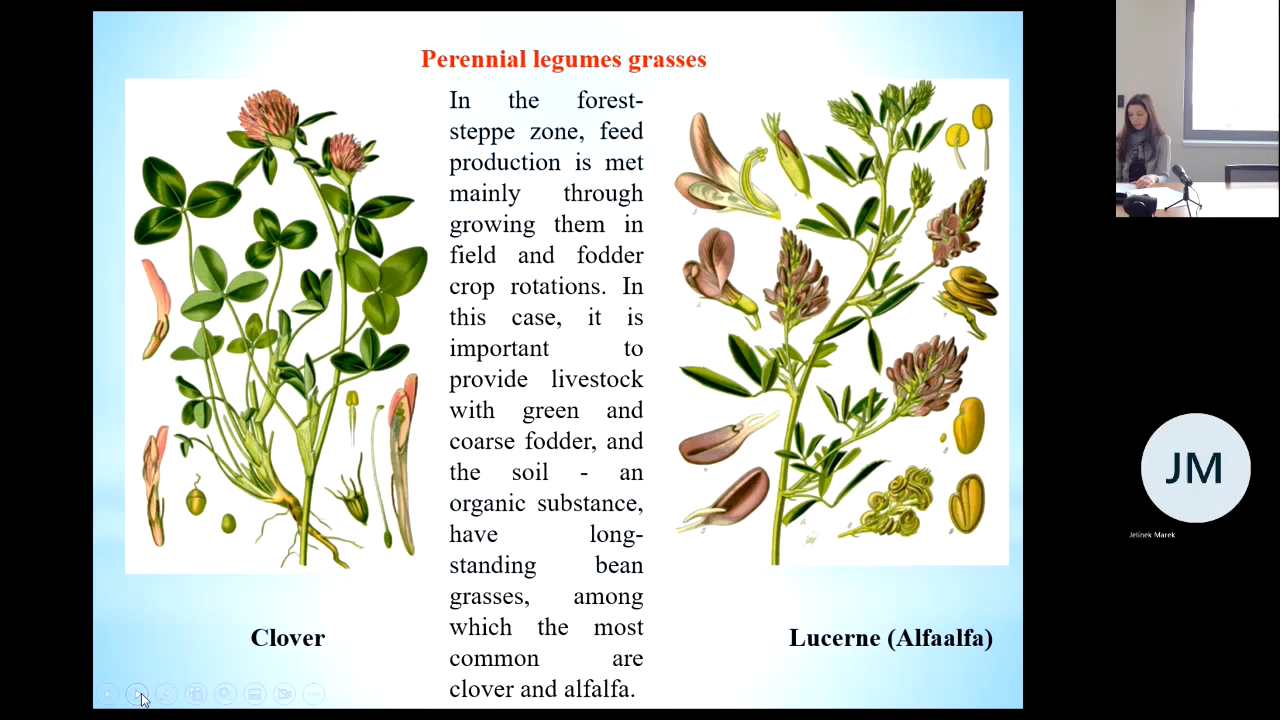 Perennial legumes grasses
In the forest-
steppe zone, feed
production is met
mainly through
growing them in
field and fodder
crop rotations. In
this case, it is
important to
provide livestock
with green and
coarse fodder, and
the soil - an
organic substance,
have long-
standing bean
grasses, among
which the most
common are
clover and alfalfa.
Clover
Lucerne (Alfaalfa)
JM
Jelínek Marek